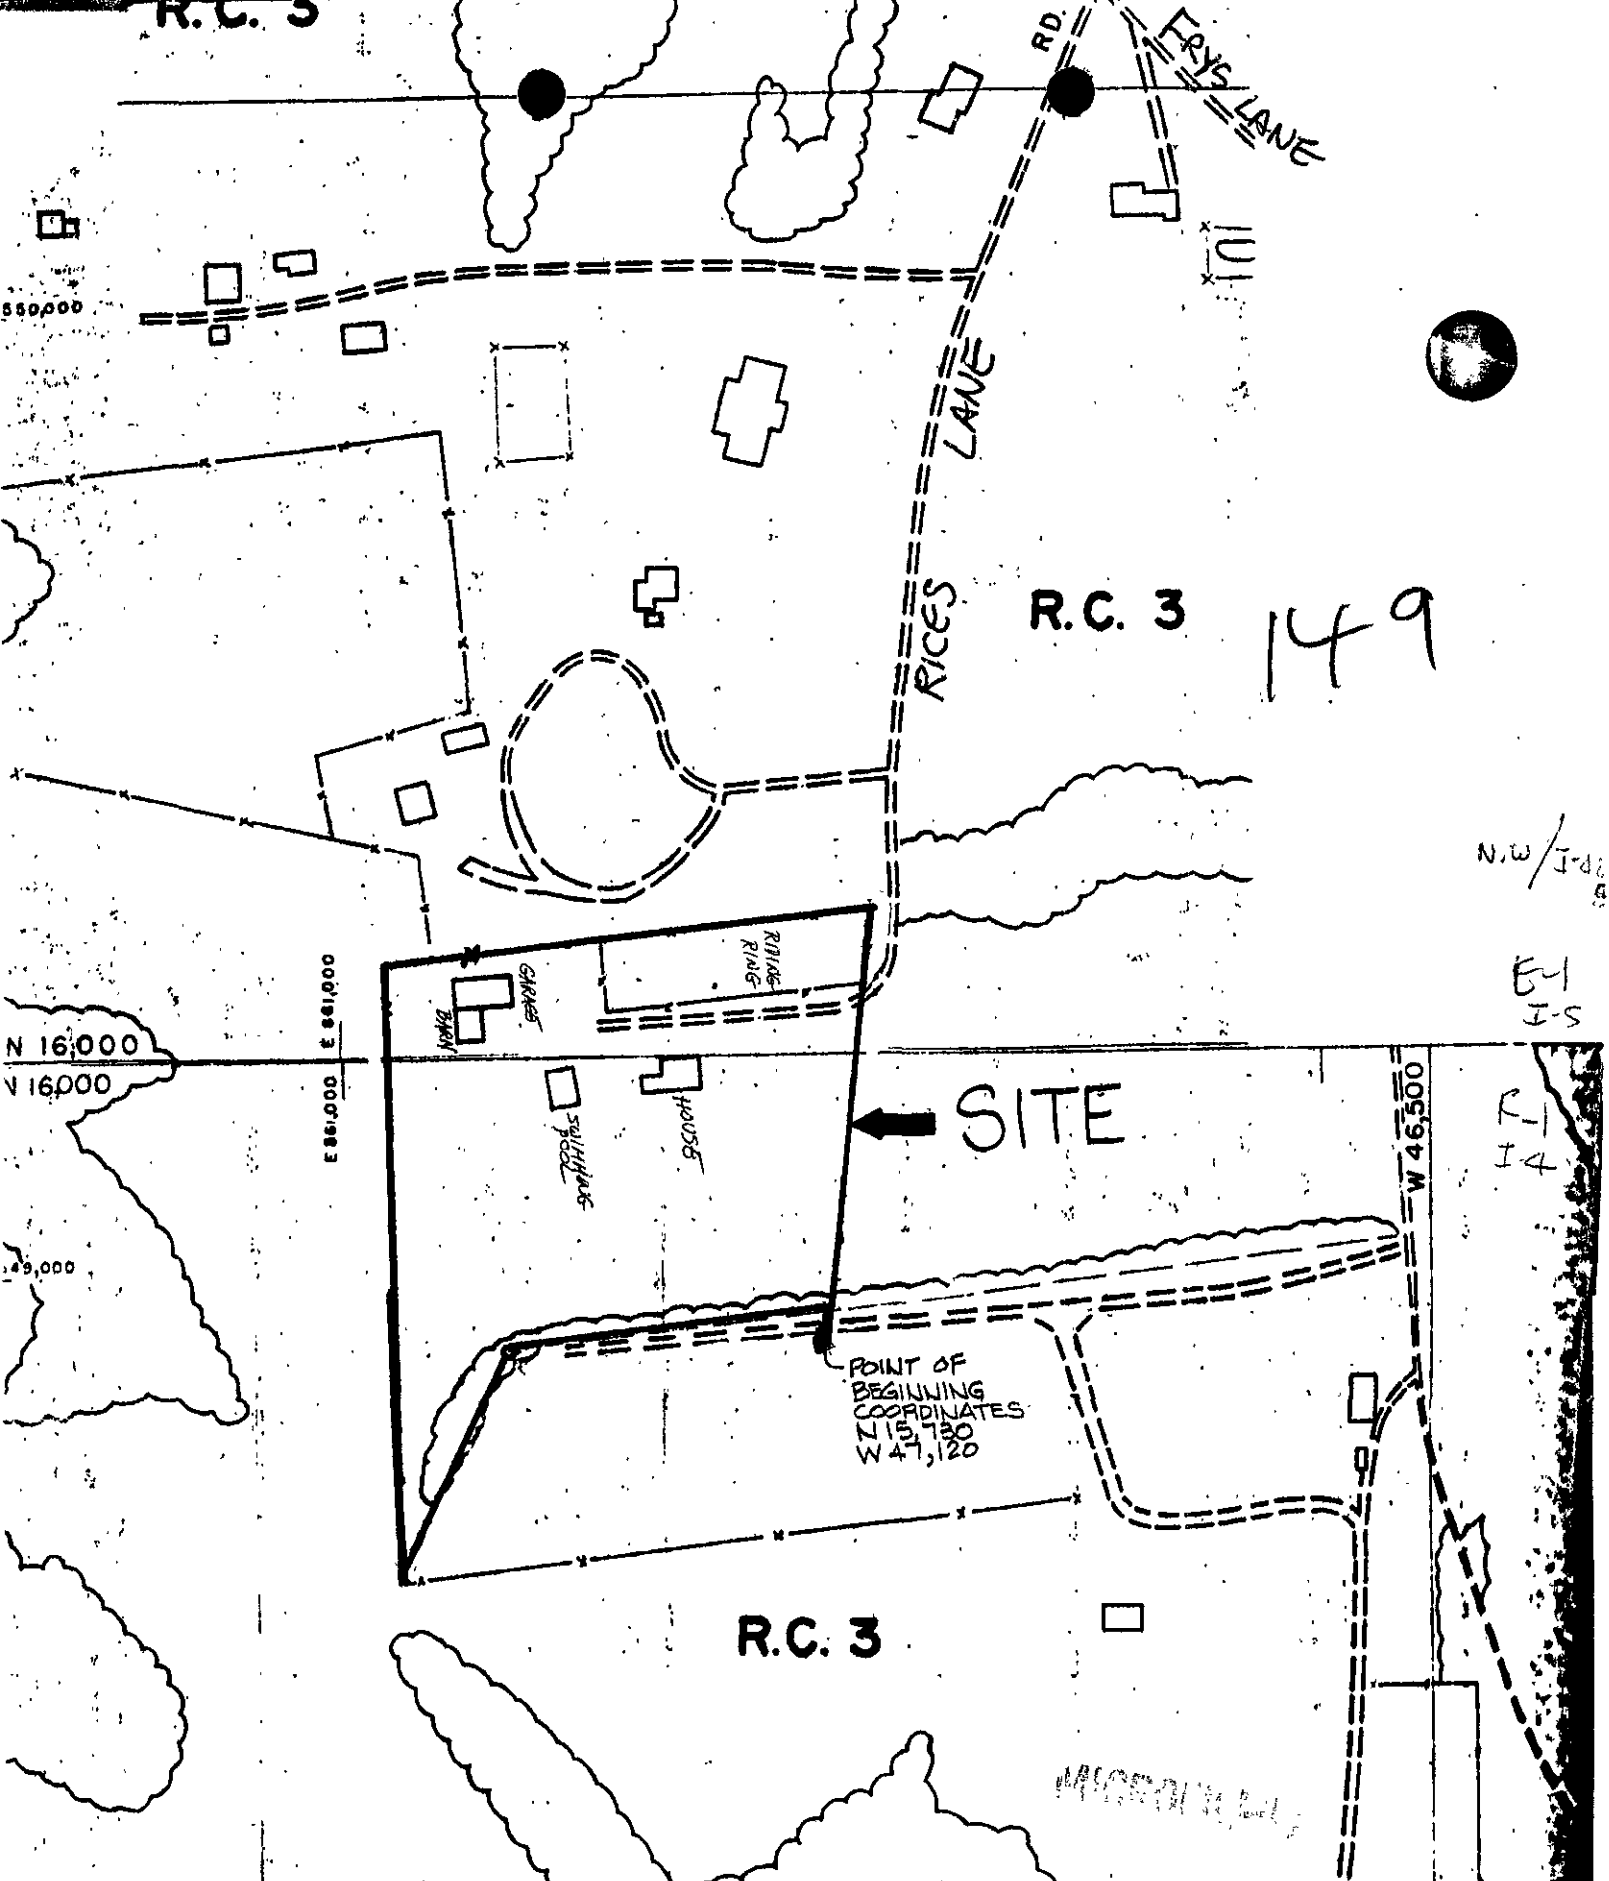 R.C. 3
RD.
FRYS LANE
550,000
LANE
RICES
R.C. 3
149
N.W/
RIDING
RING
GARAGE
BARN
E 861,000
E-1
I-S
N 16,000
N 16,000
E 861,000
HOUSE
SWIMMING
POOL
SITE
W 46,500
F-1
I-4
49,000
POINT OF
BEGINNING
COORDINATES
N 15,730
W 47,120
R.C. 3